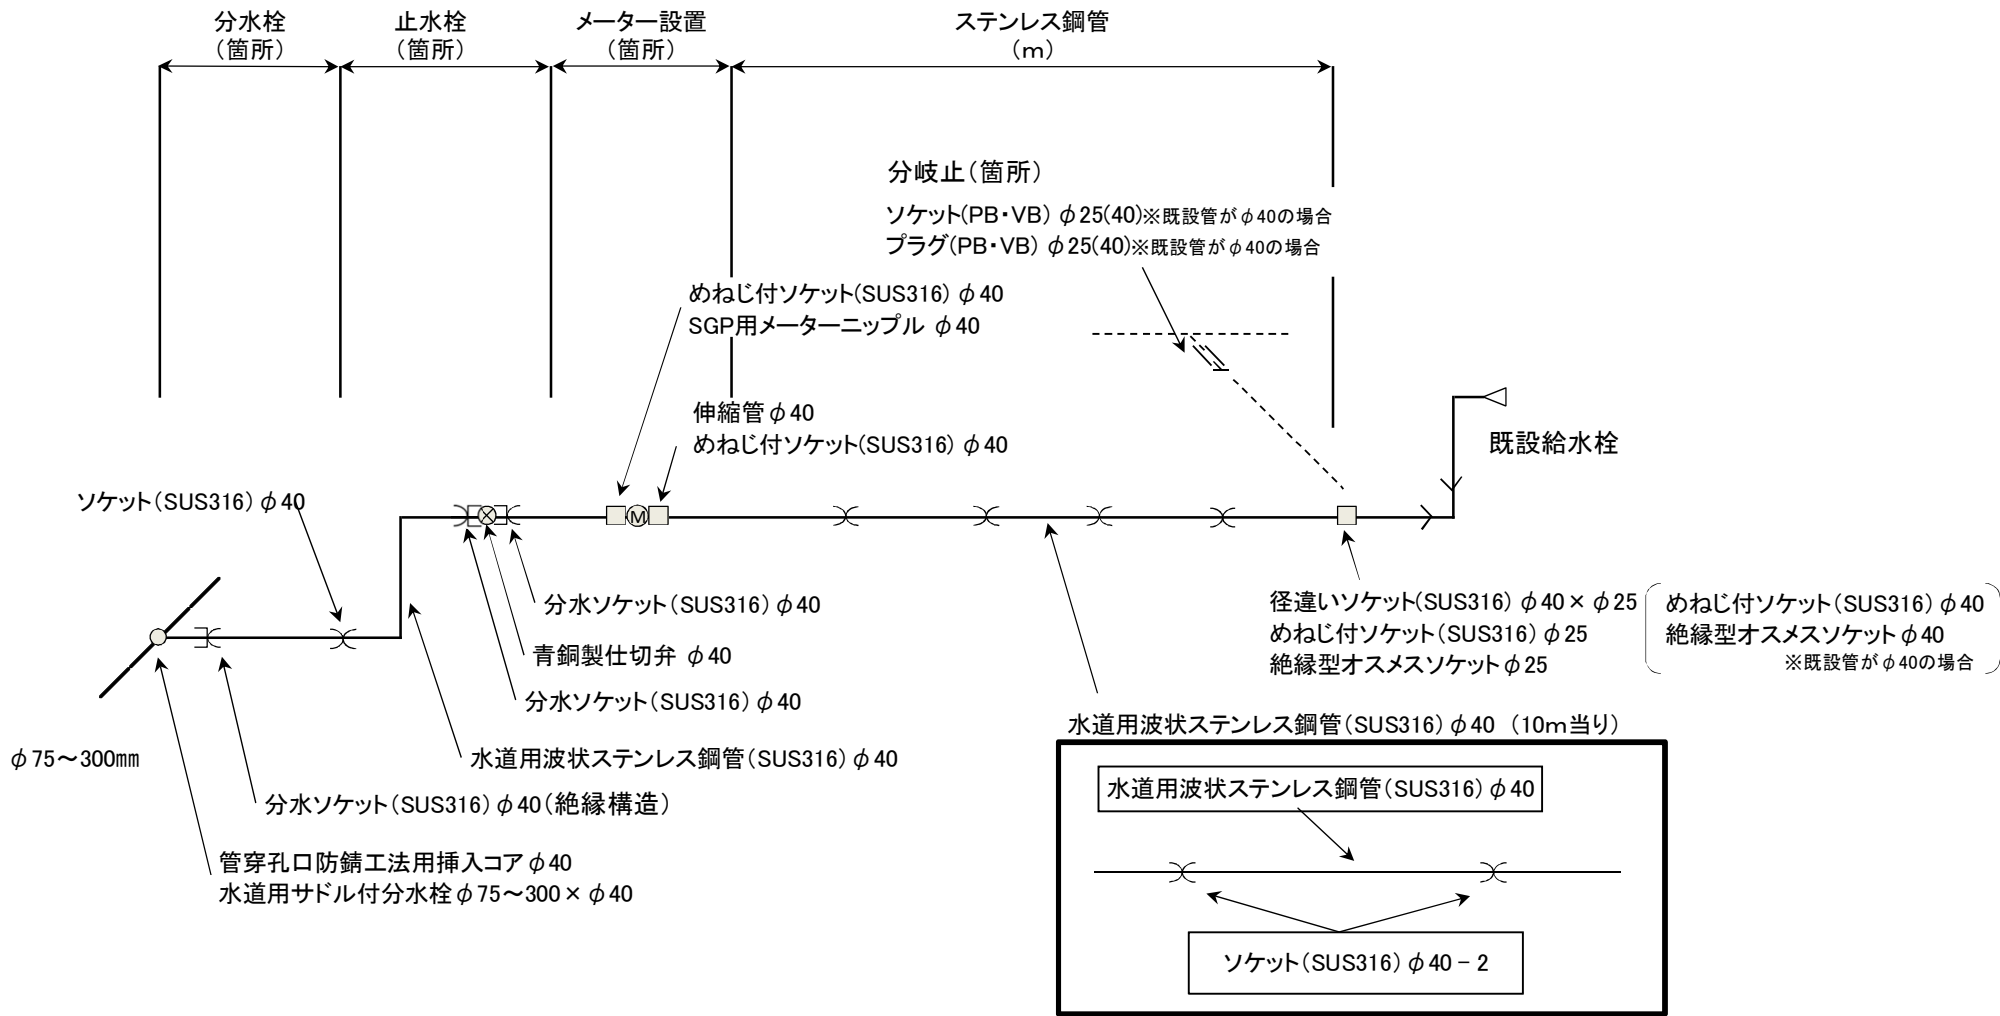 分水栓
(箇所)
止水栓
(箇所)
メーター設置
(箇所)
ステンレス鋼管
(m)
分岐止(箇所)
ソケット(PB・VB) φ25(40)※既設管がφ40の場合
プラグ(PB・VB) φ25(40)※既設管がφ40の場合
めねじ付ソケット(SUS316) φ40
SGP用メーターニップル φ40
伸縮管φ40
めねじ付ソケット(SUS316) φ40
既設給水栓
ソケット(SUS316) φ40
M
分水ソケット(SUS316) φ40
青銅製仕切弁 φ40
分水ソケット(SUS316) φ40
径違いソケット(SUS316) φ40×φ25
めねじ付ソケット(SUS316) φ25
絶縁型オスメスソケットφ25
めねじ付ソケット(SUS316) φ40
絶縁型オスメスソケットφ40
※既設管がφ40の場合
φ75～300mm
水道用波状ステンレス鋼管(SUS316) φ40
分水ソケット(SUS316) φ40(絶縁構造)
管穿孔口防錆工法用挿入コアφ40
水道用サドル付分水栓φ75～300×φ40
水道用波状ステンレス鋼管(SUS316) φ40 (10m当り)
水道用波状ステンレス鋼管(SUS316) φ40
ソケット(SUS316) φ40－2